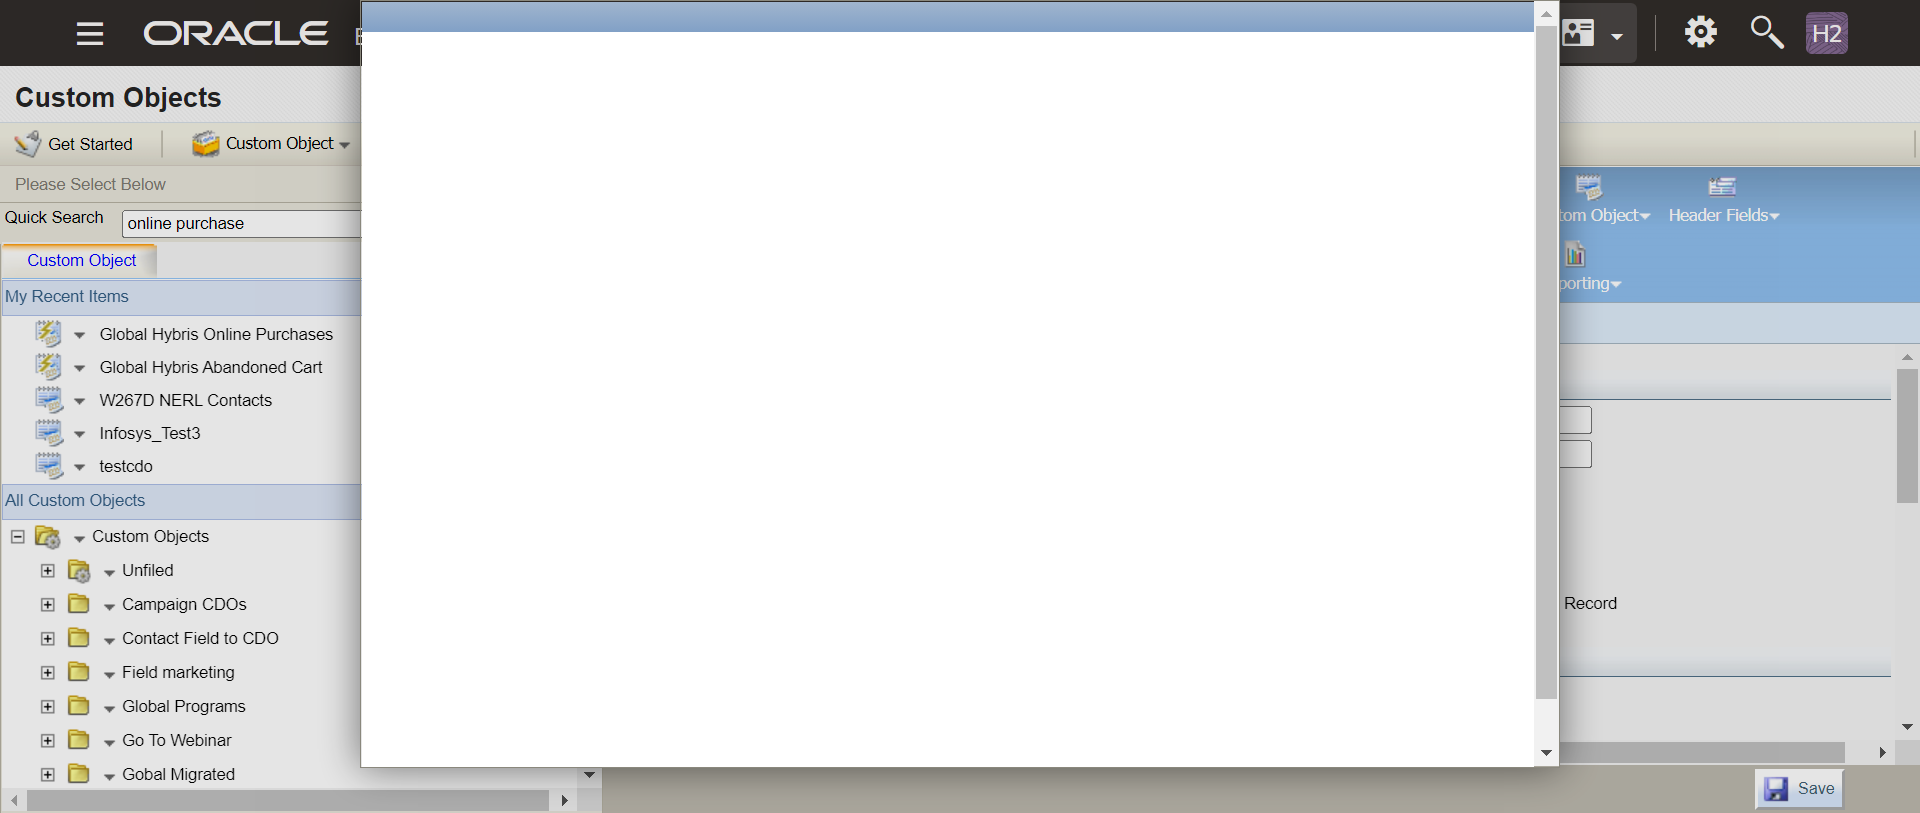 ORACLE
H2
Custom Objects
Get Started
Custom Object
Please Select Below
Quick Search
online purchase
Custom Object
My Recent Items
Global Hybris Online Purchases
Global Hybris Abandoned Cart
W267D NERL Contacts
Infosys_Test3
testcdo
All Custom Objects
Custom Objects
Unfiled
Campaign CDOs
Contact Field to CDO
Field marketing
Global Programs
Go To Webinar
Gobal Migrated
tom Object
Header Fields
porting
Record
Save